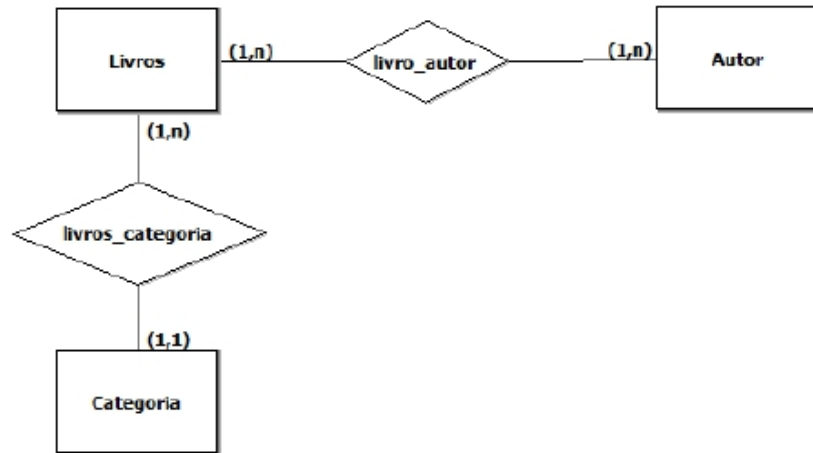 Livros
(1,n)
livro_autor
(1,n)
Autor
(1,n)
livros_categoria
(1,1)
Categoria